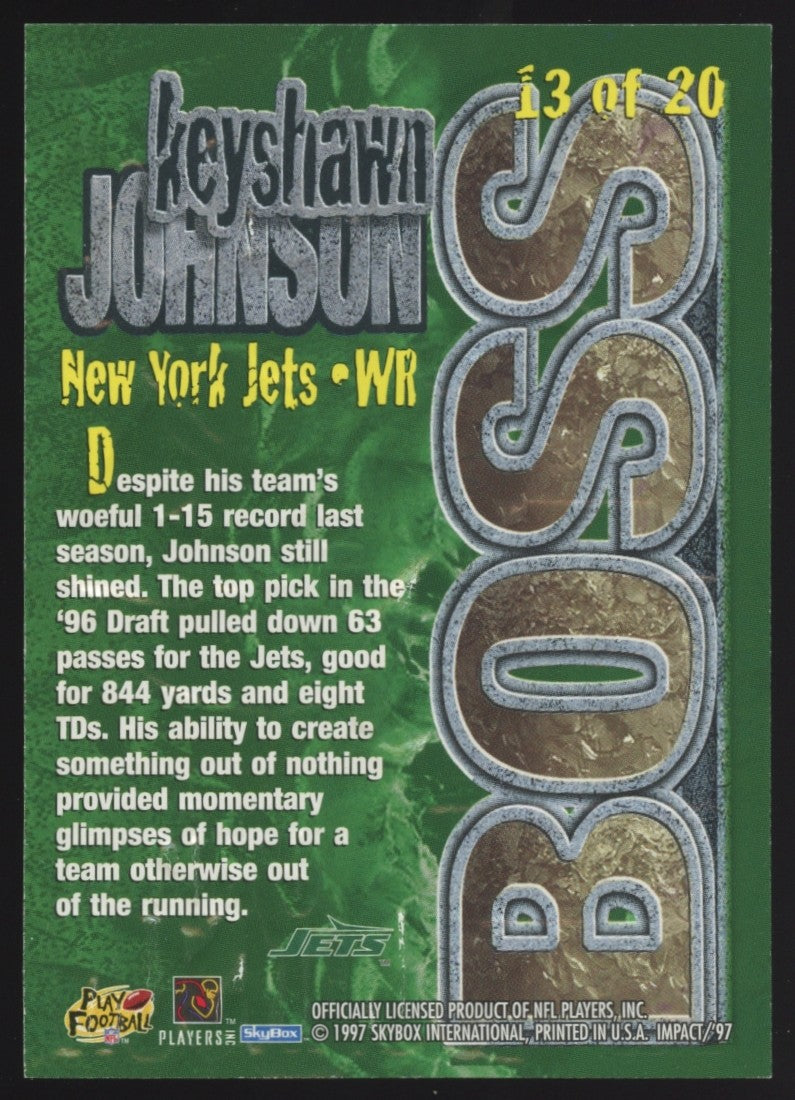 13 of 20
keyshawn
JOHNSON
New York Jets • WR
Despite his team's
woeful 1-15 record last
season, Johnson still
shined. The top pick in the
'96 Draft pulled down 63
passes for the Jets, good
for 844 yards and eight
TDs. His ability to create
something out of nothing
provided momentary
glimpses of hope for a
team otherwise out
of the running.
BOSS
JETS
TM
PLAY
FOOTBALL
NFL
TM
PLAYERS INC
TM
SkyBox
OFFICIALLY LICENSED PRODUCT OF NFL PLAYERS, INC.
© 1997 SKYBOX INTERNATIONAL, PRINTED IN U.S.A. IMPACT/'97